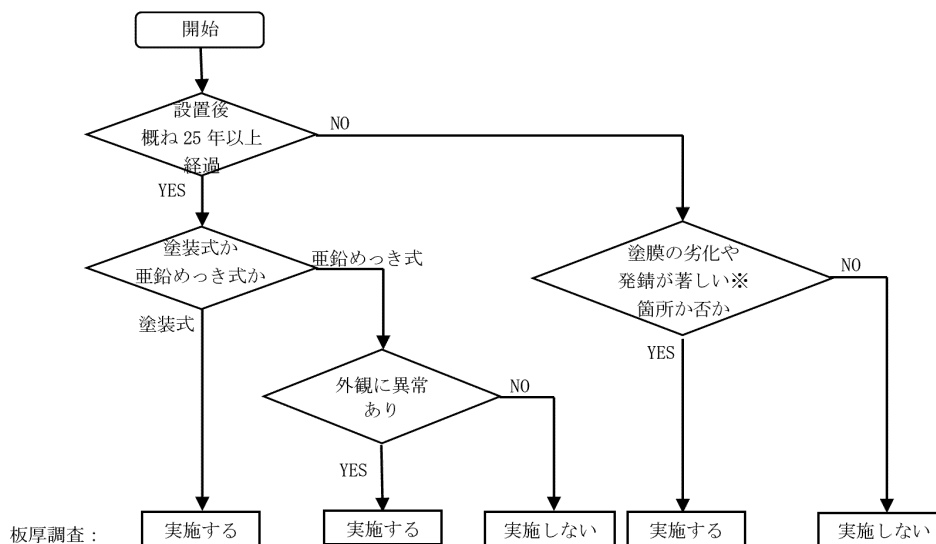 開始
設置後
概ね 25 年以上
経過
NO
YES
塗装式か
亜鉛めっき式か
亜鉛めっき式
塗装式
塗膜の劣化や
発錆が著しい※
箇所か否か
NO
YES
外観に異常
あり
NO
YES
板厚調査：
実施する
実施する
実施しない
実施する
実施しない